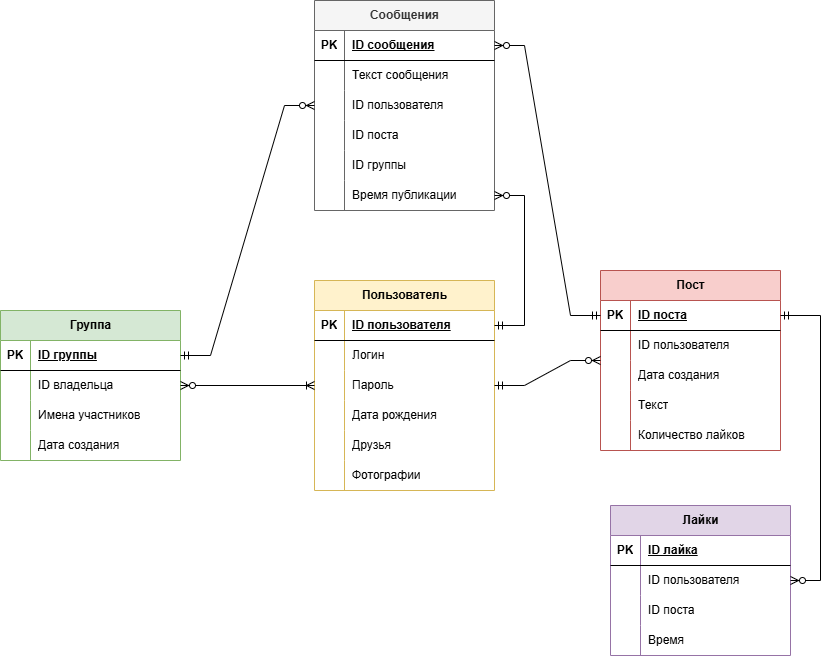 Сообщения
PK ID сообщения
Текст сообщения
ID пользователя
ID поста
ID группы
Время публикации
Группа
PK ID группы
ID владельца
Имена участников
Дата создания
Пользователь
PK ID пользователя
Логин
Пароль
Дата рождения
Друзья
Фотографии
Пост
PK ID поста
ID пользователя
Дата создания
Текст
Количество лайков
Лайки
PK ID лайка
ID пользователя
ID поста
Время